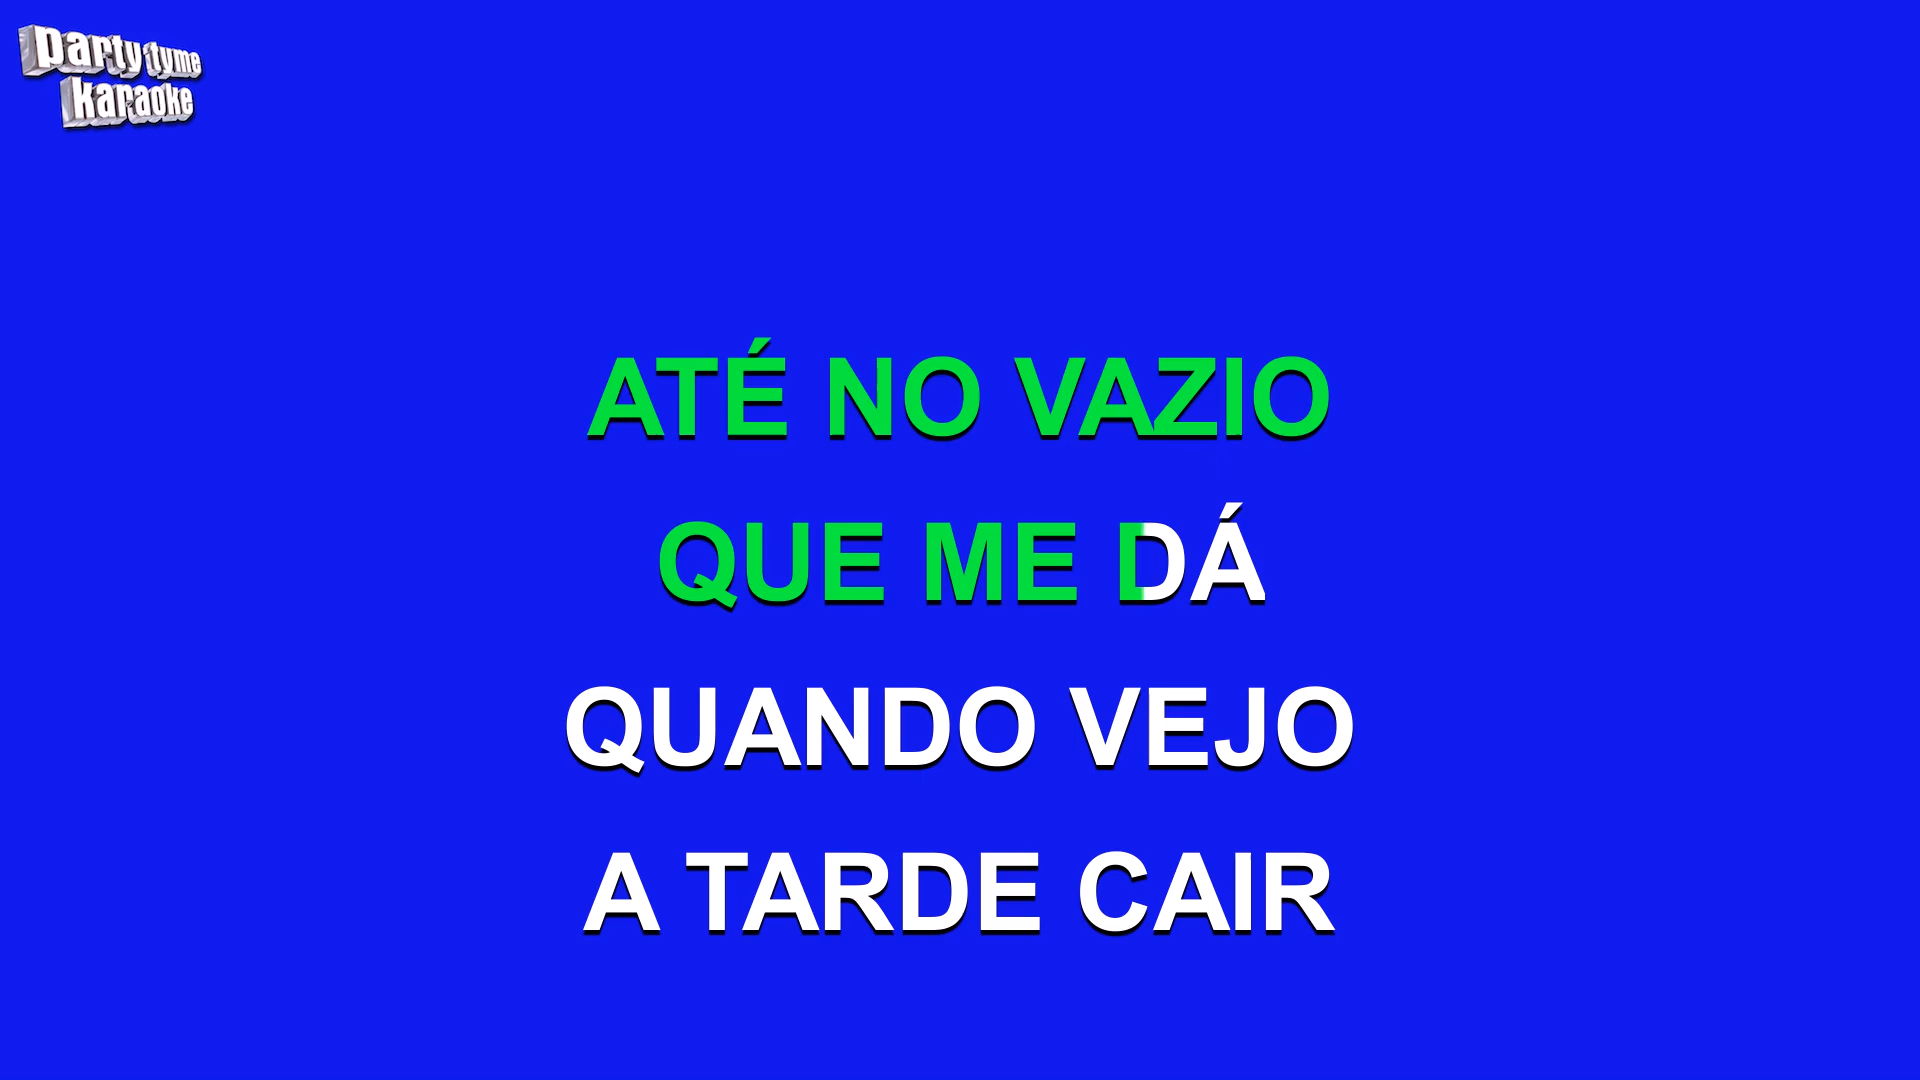 party tyme
karaoke
ATÉ NO VAZIO
QUE ME DÁ
QUANDO VEJO
A TARDE CAIR